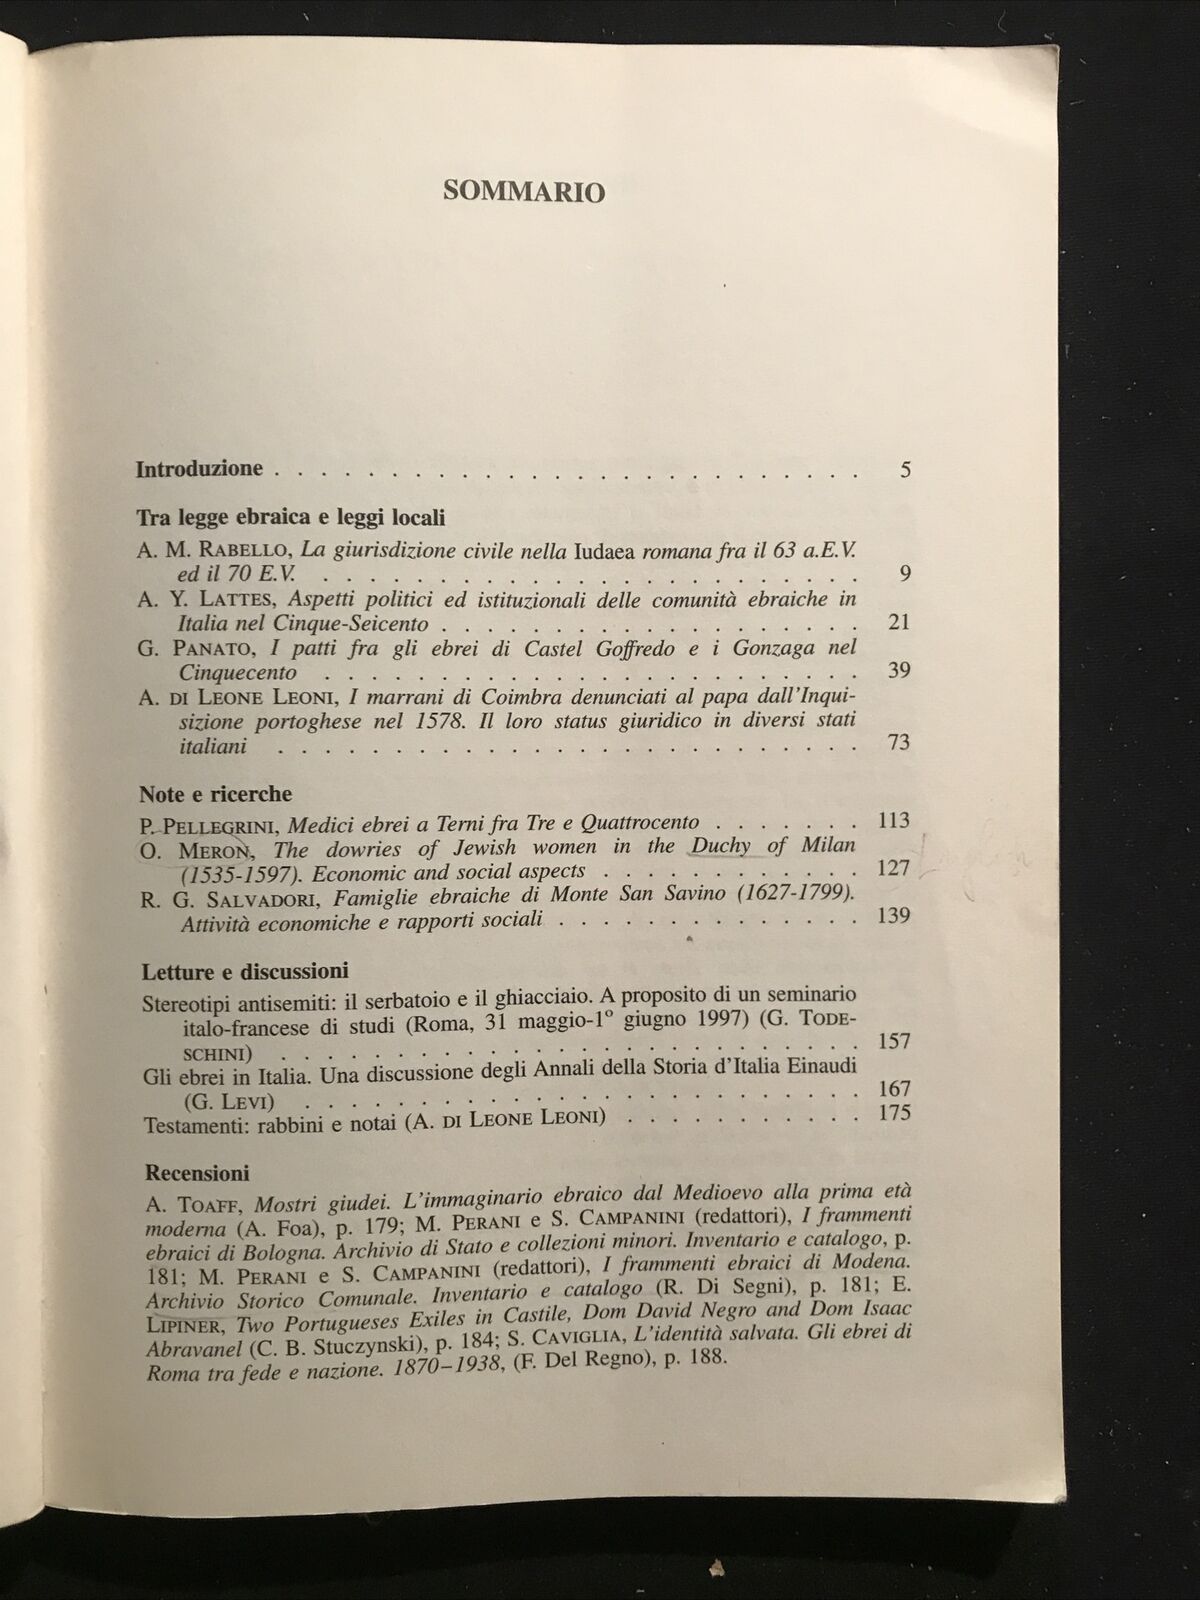 SOMMARIO
Introduzione . . . . . . . . . . . . . . . . . . . . . . . . . 5
Tra legge ebraica e leggi locali
A. M. RABELLO, La giurisdizione civile nella Iudaea romana fra il 63 a.E.V.
ed il 70 E.V. . . . . . . . . . . . . . . . . . . . . . . . . 9
A. Y. LATTES, Aspetti politici ed istituzionali delle comunità ebraiche in
Italia nel Cinque-Seicento . . . . . . . . . . . . . . . . . . . 21
G. PANATO, I patti fra gli ebrei di Castel Goffredo e i Gonzaga nel
Cinquecento . . . . . . . . . . . . . . . . . . . . . . . 39
A. DI LEONE LEONI, I marrani di Coimbra denunciati al papa dall'Inqui-
sizione portoghese nel 1578. Il loro status giuridico in diversi stati
italiani . . . . . . . . . . . . . . . . . . . . . . . . . 73
Note e ricerche
P. PELLEGRINI, Medici ebrei a Terni fra Tre e Quattrocento . . . . . . . 113
O. MERON, The dowries of Jewish women in the Duchy of Milan
(1535-1597). Economic and social aspects . . . . . . . . . . . . 127
R. G. SALVADORI, Famiglie ebraiche di Monte San Savino (1627-1799).
Attività economiche e rapporti sociali . . . . . . . . . . . . . . 139
Letture e discussioni
Stereotipi antisemiti: il serbatoio e il ghiacciaio. A proposito di un seminario
italo-francese di studi (Roma, 31 maggio-1° giugno 1997) (G. TODE-
SCHINI) . . . . . . . . . . . . . . . . . . . . . . . . . 157
Gli ebrei in Italia. Una discussione degli Annali della Storia d'Italia Einaudi
(G. LEVI) . . . . . . . . . . . . . . . . . . . . . . . . 167
Testamenti: rabbini e notai (A. DI LEONE LEONI) . . . . . . . . . . . 175
Recensioni
A. TOAFF, Mostri giudei. L'immaginario ebraico dal Medioevo alla prima età
moderna (A. Foa), p. 179; M. PERANI e S. CAMPANINI (redattori), I frammenti
ebraici di Bologna. Archivio di Stato e collezioni minori. Inventario e catalogo, p.
181; M. PERANI e S. CAMPANINI (redattori), I frammenti ebraici di Modena.
Archivio Storico Comunale. Inventario e catalogo (R. Di Segni), p. 181; E.
LIPINER, Two Portugueses Exiles in Castile, Dom David Negro and Dom Isaac
Abravanel (C. B. Stuczynski), p. 184; S. CAVIGLIA, L'identità salvata. Gli ebrei di
Roma tra fede e nazione. 1870–1938, (F. Del Regno), p. 188.